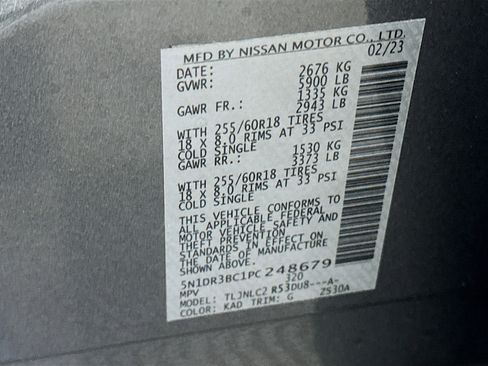 MFD BY NISSAN MOTOR CO., LTD.
DATE: 02/23
GVWR: 2676 KG
5900 LB
GAWR FR.: 1335 KG
2943 LB
WITH 255/60R18 TIRES
18 X 8.0 RIMS AT 33 PSI
COLD SINGLE
GAWR RR.: 1530 KG
3373 LB
WITH 255/60R18 TIRES
18 X 8.0 RIMS AT 33 PSI
COLD SINGLE
THIS VEHICLE CONFORMS TO
ALL APPLICABLE FEDERAL
MOTOR VEHICLE SAFETY AND
THEFT PREVENTION
STANDARDS IN EFFECT ON
THE DATE OF MANUFACTURE
SHOWN ABOVE.
5N1DR3BC1PC248679
MPV 320
MODEL: TLJNLC2 R53DU8---A-
COLOR: KAD TRIM: G ZS30A